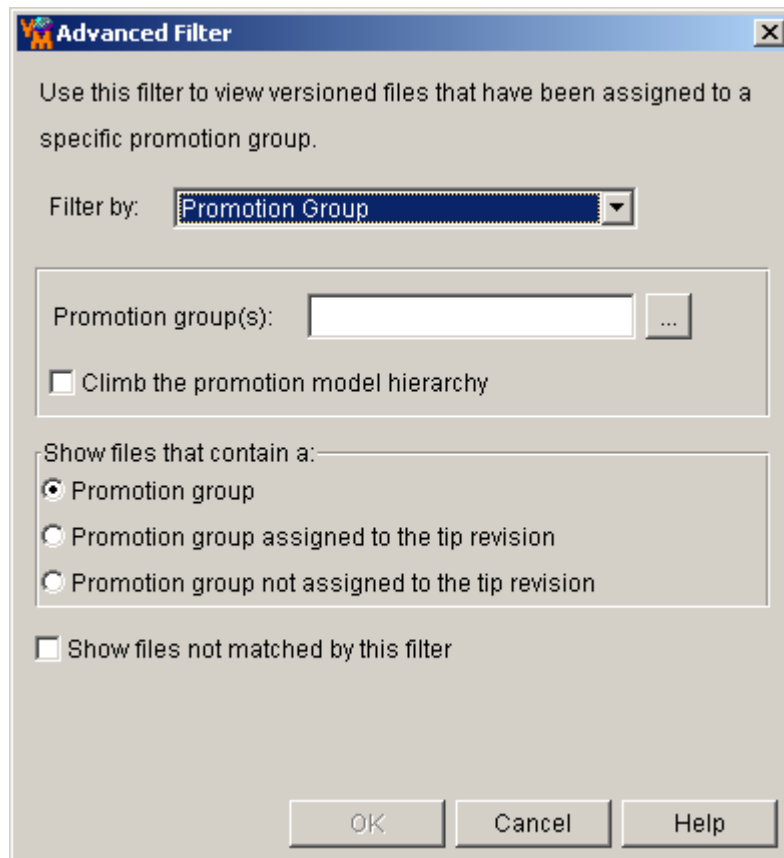 Advanced Filter
Use this filter to view versioned files that have been assigned to a
specific promotion group.
Filter by: Promotion Group
Promotion group(s): ...
Climb the promotion model hierarchy
Show files that contain a:
Promotion group
Promotion group assigned to the tip revision
Promotion group not assigned to the tip revision
Show files not matched by this filter
OK Cancel Help